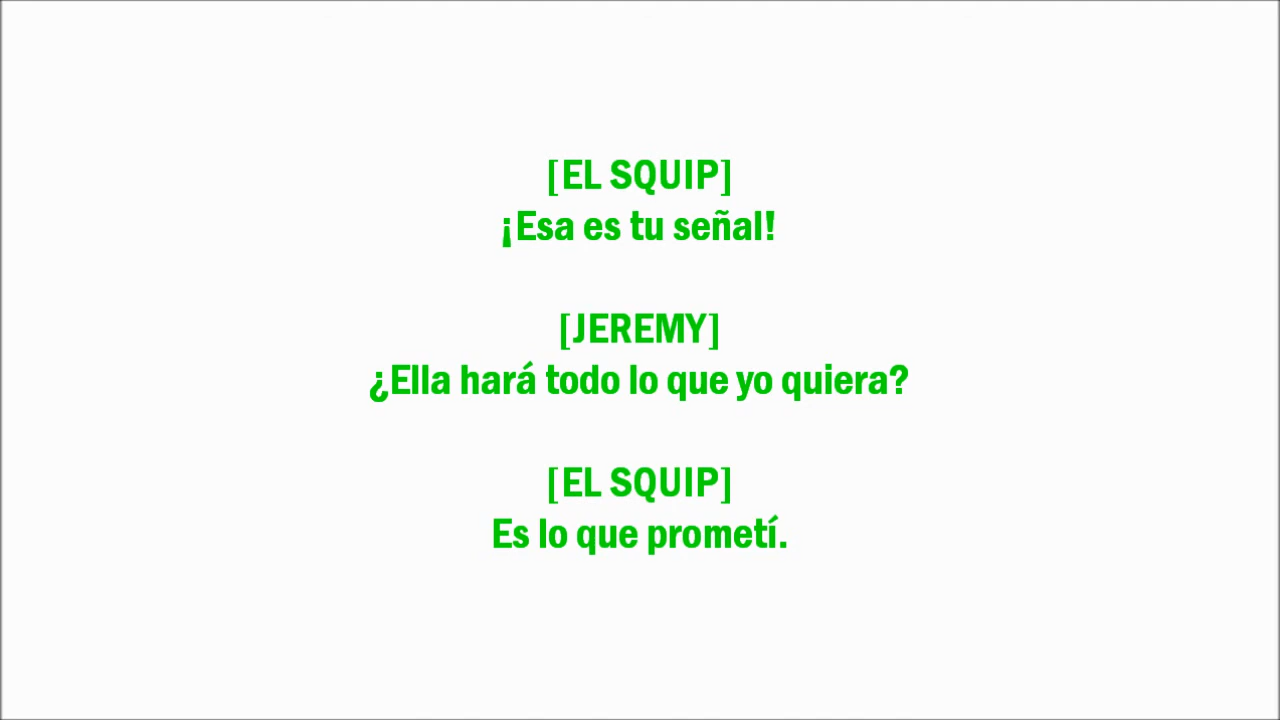 [EL SQUIP]
¡Esa es tu señal!
[JEREMY]
¿Ella hará todo lo que yo quiera?
[EL SQUIP]
Es lo que prometí.